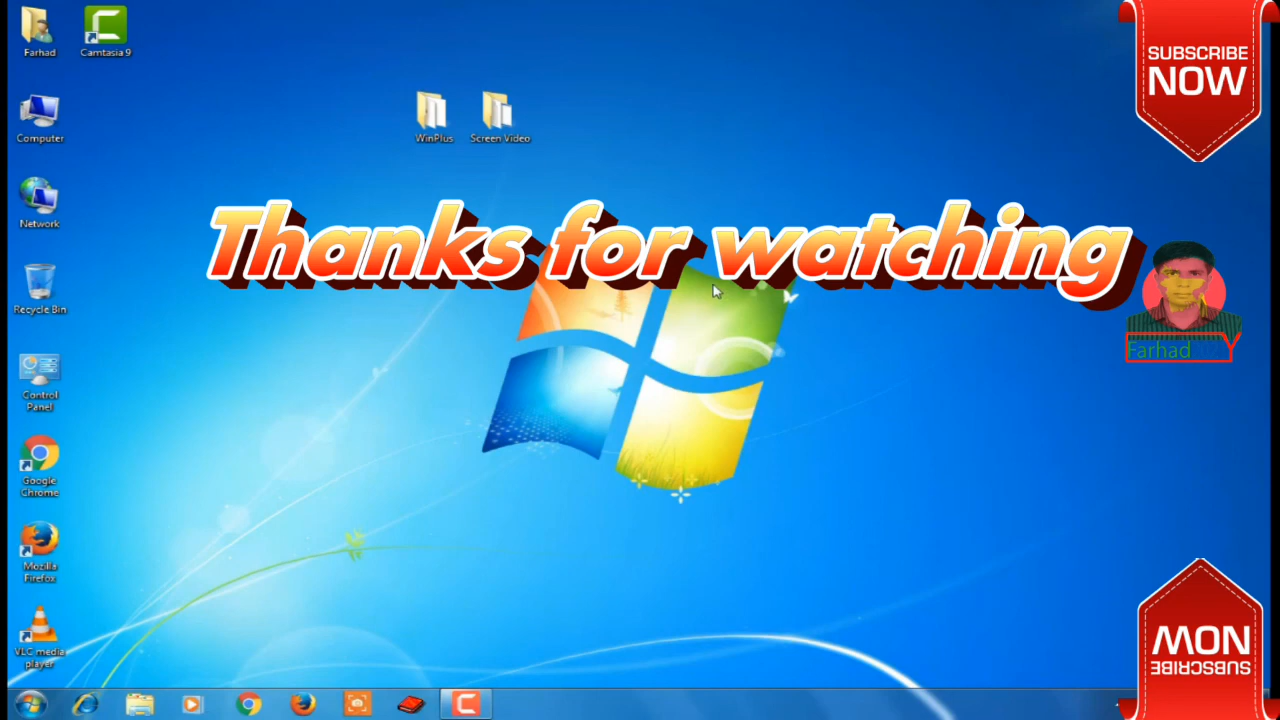 Farhad
Camtasia 9
SUBSCRIBE
NOW
Computer
WinPlus
Screen Video
Network
Thanks for watching
Recycle Bin
Farhad
Control
Panel
Google
Chrome
Mozilla
Firefox
VLC media
player
NOW
SUBSCRIBE